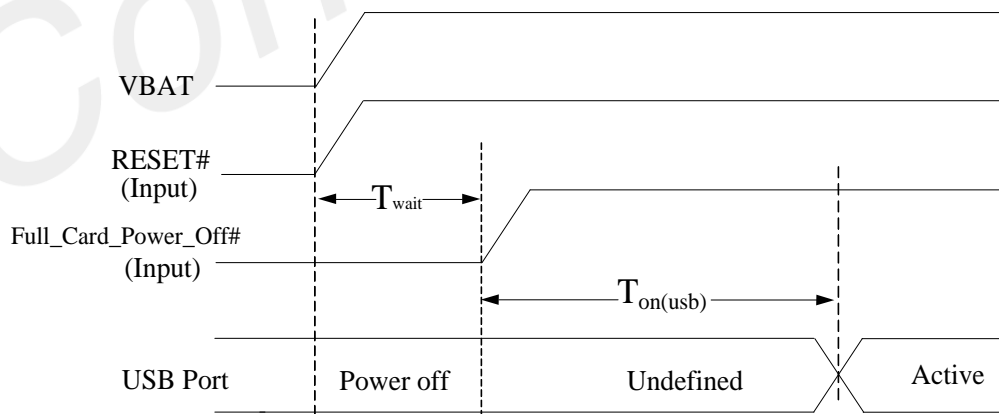 VBAT
RESET#
(Input)
Twait
Full_Card_Power_Off#
(Input)
Ton(usb)
USB Port Power off Undefined Active